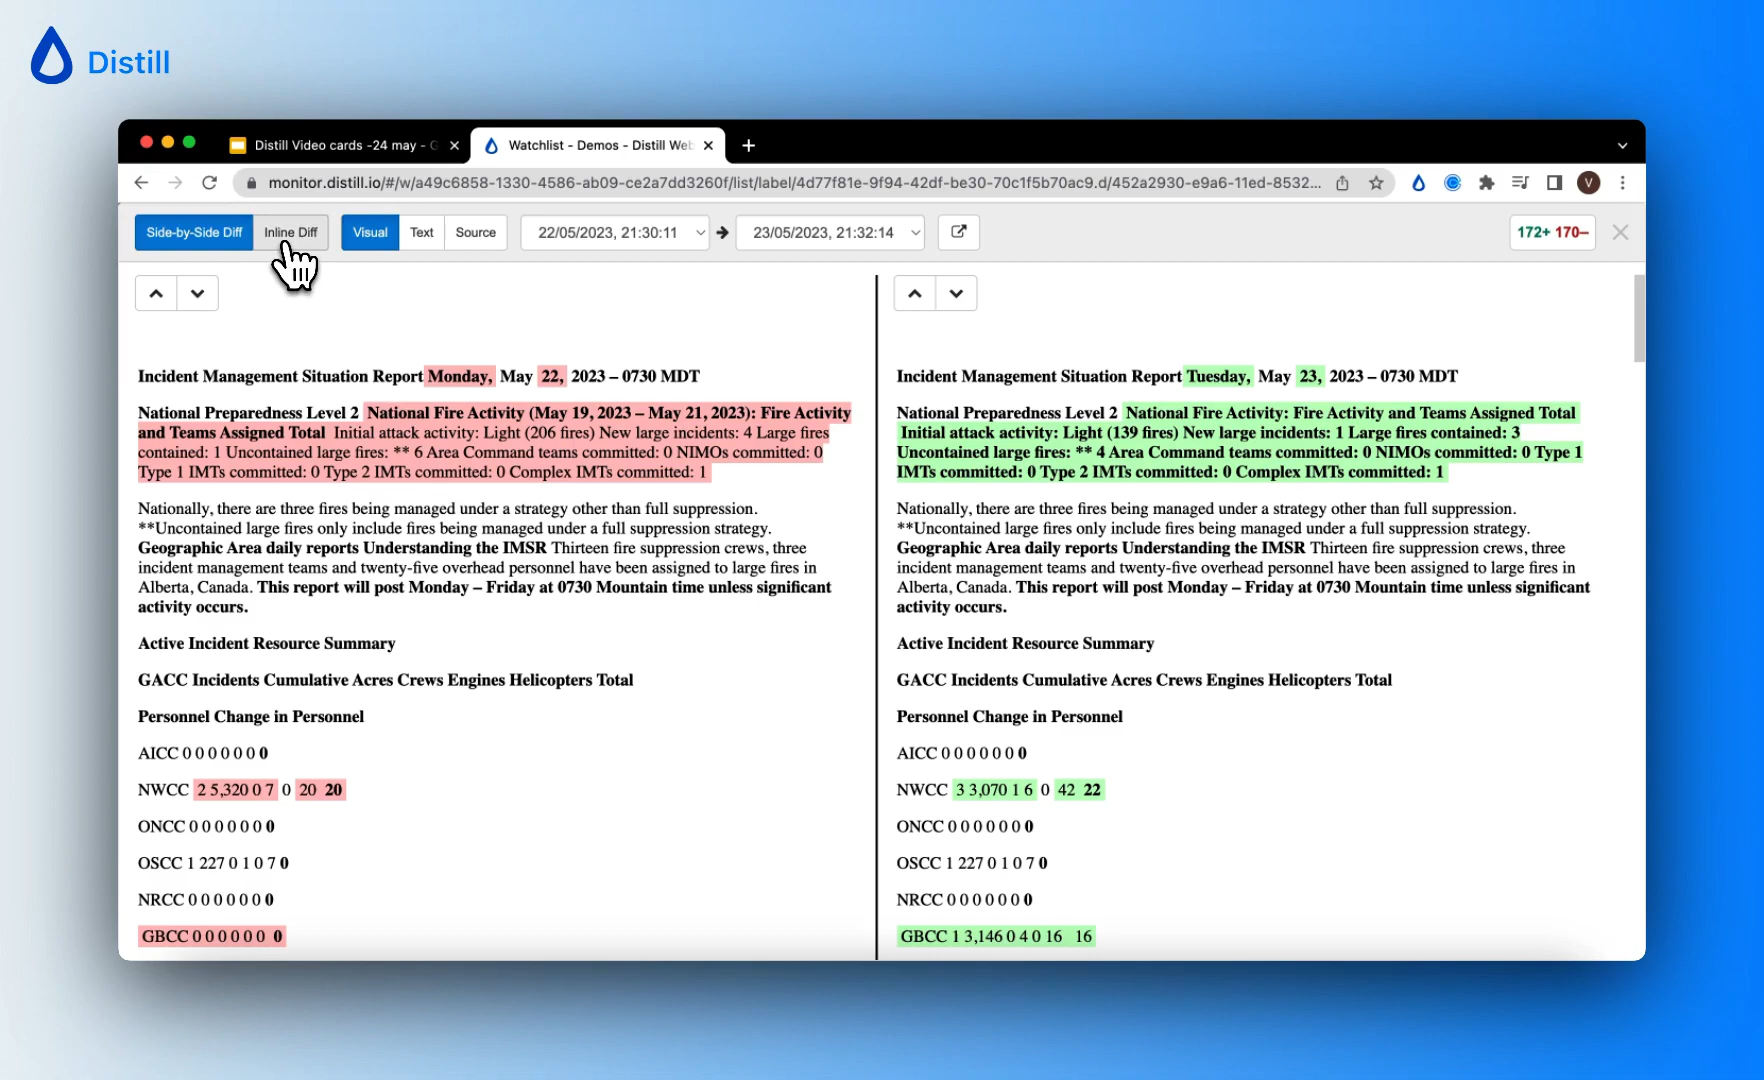 Distill
Distill Video cards -24 may - G
Watchlist - Demos - Distill Web
monitor.distill.io/#/w/a49c6858-1330-4586-ab09-ce2a7dd3260f/list/label/4d77f81e-9f94-42df-be30-70c1f5b70ac9.d/452a2930-e9a6-11ed-8532...
V
Side-by-Side Diff Inline Diff Visual Text Source 22/05/2023, 21:30:11 23/05/2023, 21:32:14 172+ 170–
Incident Management Situation Report Monday, May 22, 2023 – 0730 MDT
National Preparedness Level 2 National Fire Activity (May 19, 2023 – May 21, 2023): Fire Activity
and Teams Assigned Total Initial attack activity: Light (206 fires) New large incidents: 4 Large fires
contained: 1 Uncontained large fires: ** 6 Area Command teams committed: 0 NIMOs committed: 0
Type 1 IMTs committed: 0 Type 2 IMTs committed: 0 Complex IMTs committed: 1
Nationally, there are three fires being managed under a strategy other than full suppression.
**Uncontained large fires only include fires being managed under a full suppression strategy.
Geographic Area daily reports Understanding the IMSR Thirteen fire suppression crews, three
incident management teams and twenty-five overhead personnel have been assigned to large fires in
Alberta, Canada. This report will post Monday – Friday at 0730 Mountain time unless significant
activity occurs.
Active Incident Resource Summary
GACC Incidents Cumulative Acres Crews Engines Helicopters Total
Personnel Change in Personnel
AICC 0 0 0 0 0 0 0
NWCC 2 5,320 0 7 0 20 20
ONCC 0 0 0 0 0 0 0
OSCC 1 227 0 1 0 7 0
NRCC 0 0 0 0 0 0 0
GBCC 0 0 0 0 0 0 0
Incident Management Situation Report Tuesday, May 23, 2023 – 0730 MDT
National Preparedness Level 2 National Fire Activity: Fire Activity and Teams Assigned Total
Initial attack activity: Light (139 fires) New large incidents: 1 Large fires contained: 3
Uncontained large fires: ** 4 Area Command teams committed: 0 NIMOs committed: 0 Type 1
IMTs committed: 0 Type 2 IMTs committed: 0 Complex IMTs committed: 1
Nationally, there are three fires being managed under a strategy other than full suppression.
**Uncontained large fires only include fires being managed under a full suppression strategy.
Geographic Area daily reports Understanding the IMSR Thirteen fire suppression crews, three
incident management teams and twenty-five overhead personnel have been assigned to large fires in
Alberta, Canada. This report will post Monday – Friday at 0730 Mountain time unless significant
activity occurs.
Active Incident Resource Summary
GACC Incidents Cumulative Acres Crews Engines Helicopters Total
Personnel Change in Personnel
AICC 0 0 0 0 0 0 0
NWCC 3 3,070 1 6 0 42 22
ONCC 0 0 0 0 0 0 0
OSCC 1 227 0 1 0 7 0
NRCC 0 0 0 0 0 0 0
GBCC 1 3,146 0 4 0 16 16